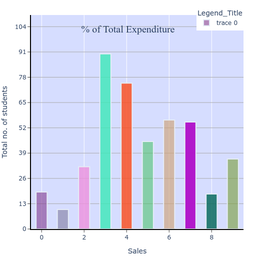 % of Total Expenditure
Legend_Title
trace 0
Total no. of students
104
91
78
65
52
39
26
13
0
0
2
4
6
8
Sales